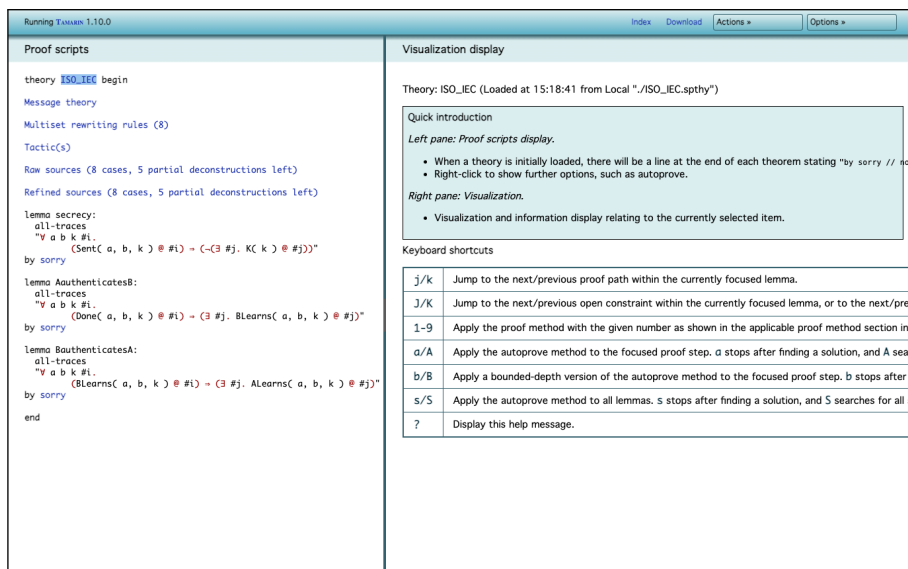 Running TAMARIN 1.10.0
Index Download Actions » Options »
Proof scripts
theory ISO_IEC begin
Message theory
Multiset rewriting rules (8)
Tactic(s)
Raw sources (8 cases, 5 partial deconstructions left)
Refined sources (8 cases, 5 partial deconstructions left)
lemma secrecy:
all-traces
"∀ a b k #i.
(Sent( a, b, k ) @ #i) ⇒ (¬(∃ #j. K( k ) @ #j))"
by sorry
lemma AauthenticatesB:
all-traces
"∀ a b k #i.
(Done( a, b, k ) @ #i) ⇒ (∃ #j. BLearns( a, b, k ) @ #j)"
by sorry
lemma BauthenticatesA:
all-traces
"∀ a b k #i.
(BLearns( a, b, k ) @ #i) ⇒ (∃ #j. ALearns( a, b, k ) @ #j)"
by sorry
end
Visualization display
Theory: ISO_IEC (Loaded at 15:18:41 from Local "./ISO_IEC.spthy")
Quick introduction
Left pane: Proof scripts display.
• When a theory is initially loaded, there will be a line at the end of each theorem stating "by sorry // no
• Right-click to show further options, such as autoprove.
Right pane: Visualization.
• Visualization and information display relating to the currently selected item.
Keyboard shortcuts
j/k Jump to the next/previous proof path within the currently focused lemma.
J/K Jump to the next/previous open constraint within the currently focused lemma, or to the next/pre
1-9 Apply the proof method with the given number as shown in the applicable proof method section in
a/A Apply the autoprove method to the focused proof step. a stops after finding a solution, and A sea
b/B Apply a bounded-depth version of the autoprove method to the focused proof step. b stops after
s/S Apply the autoprove method to all lemmas. s stops after finding a solution, and S searches for all
? Display this help message.